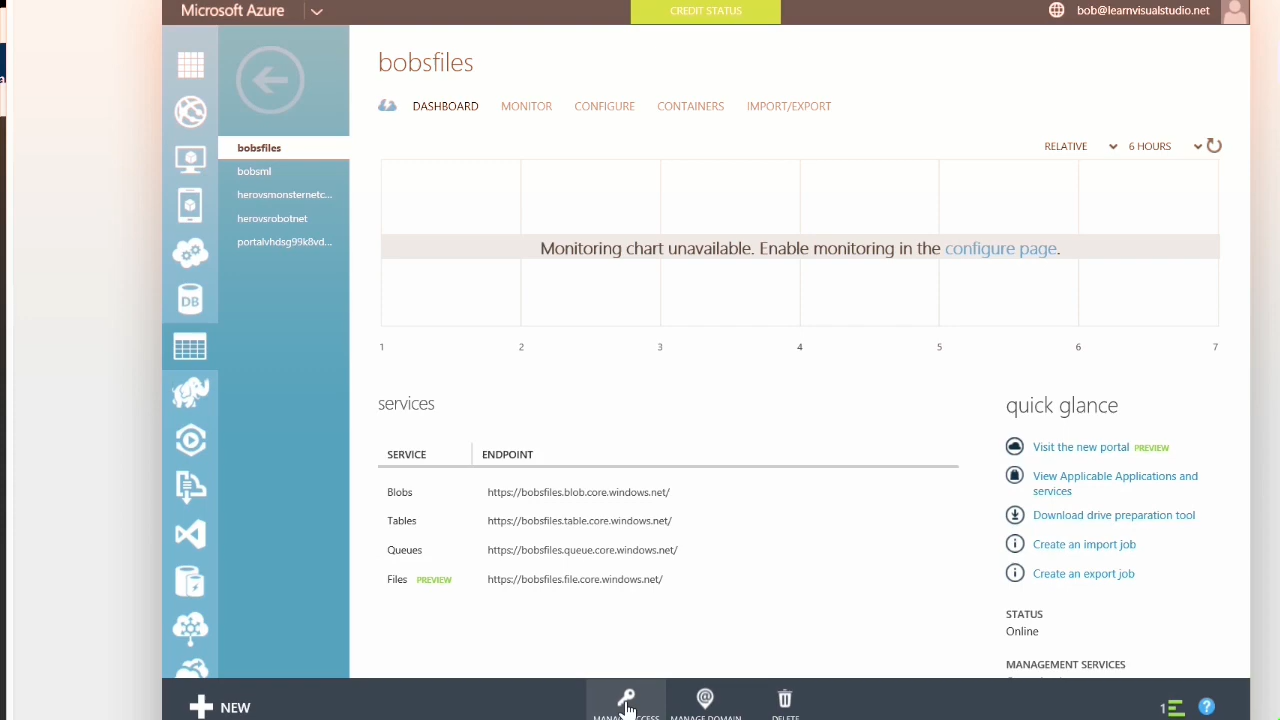 Microsoft Azure
CREDIT STATUS
bob@learnvisualstudio.net
bobsfiles
DASHBOARD MONITOR CONFIGURE CONTAINERS IMPORT/EXPORT
RELATIVE 6 HOURS
bobsfiles
bobsml
herovsmonsternetc...
herovsrobotnet
portalvhdsg99k8vd...
DB
Monitoring chart unavailable. Enable monitoring in the configure page.
1 2 3 4 5 6 7
services
SERVICE ENDPOINT
Blobs https://bobsfiles.blob.core.windows.net/
Tables https://bobsfiles.table.core.windows.net/
Queues https://bobsfiles.queue.core.windows.net/
Files PREVIEW https://bobsfiles.file.core.windows.net/
quick glance
Visit the new portal PREVIEW
View Applicable Applications and
services
Download drive preparation tool
Create an import job
Create an export job
STATUS
Online
MANAGEMENT SERVICES
NEW
MANAGE DOMAIN
DELETE
1